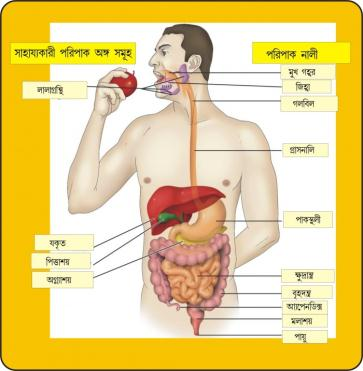 সাহায্যকারী পরিপাক অঙ্গ সমূহ
লালাগ্রন্থি
যকৃত
পিত্তাশয়
অগ্ন্যাশয়
পরিপাক নালী
মুখ গহ্বর
জিহ্বা
গলবিল
গ্রাসনালি
পাকস্থলী
ক্ষুদ্রান্ত্র
বৃহদন্ত্র
অ্যাপেনডিক্স
মলাশয়
পায়ু